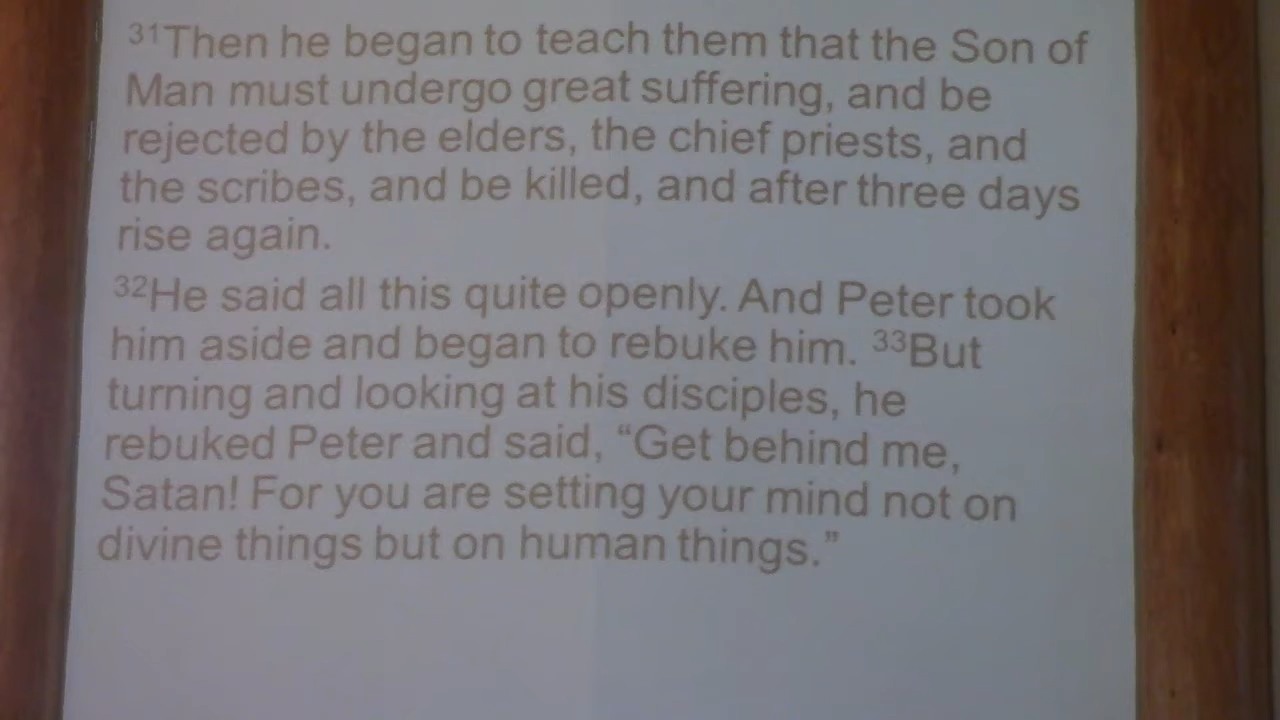 31Then he began to teach them that the Son of
Man must undergo great suffering, and be
rejected by the elders, the chief priests, and
the scribes, and be killed, and after three days
rise again.
32He said all this quite openly. And Peter took
him aside and began to rebuke him. 33But
turning and looking at his disciples, he
rebuked Peter and said, “Get behind me,
Satan! For you are setting your mind not on
divine things but on human things.”